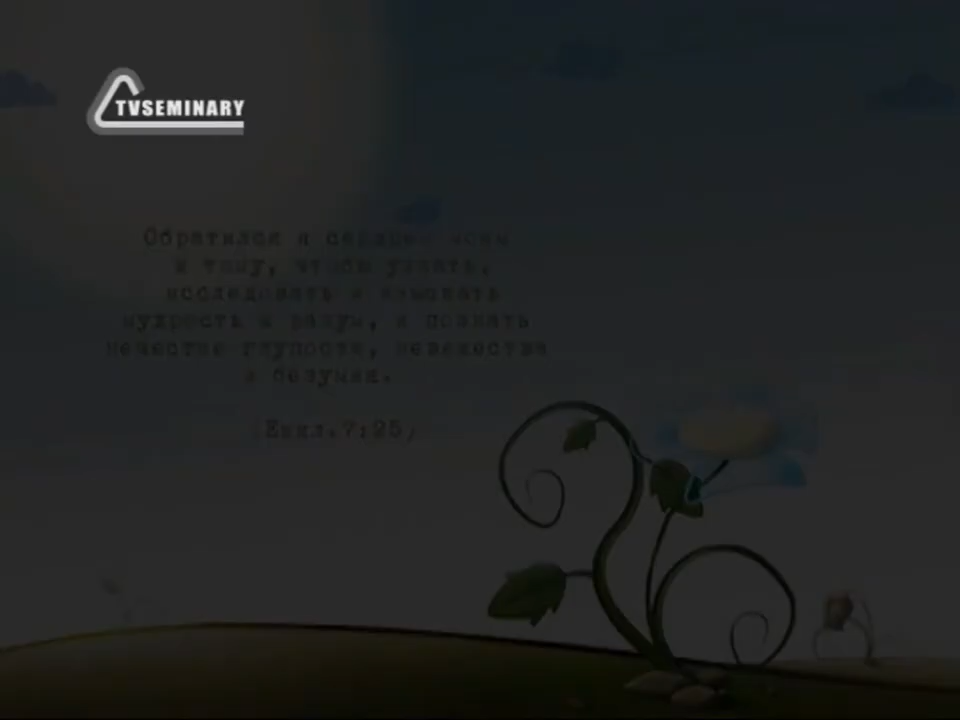 TVSEMINARY
Обратился я сердцем моим
к тому, чтобы узнать,
исследовать и изыскать
мудрость и разум, и познать
нечестие глупости, невежества
и безумия.
(Еккл.7:25)